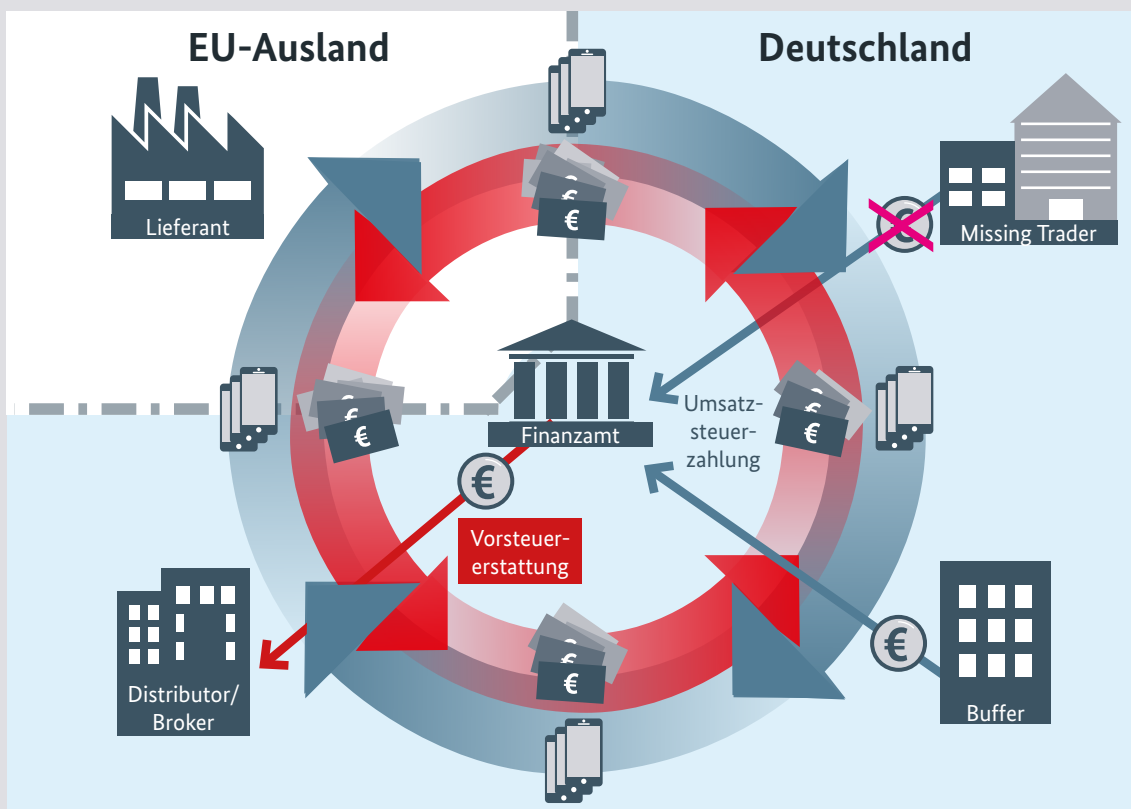 EU-Ausland
Deutschland
Lieferant
Missing Trader
€
€
€
€
Finanzamt
Umsatz-
steuer-
zahlung
€
€
€
€
€
€
€
€
Vorsteuer-
erstattung
€
Distributor/
Broker
Buffer
€
€
€